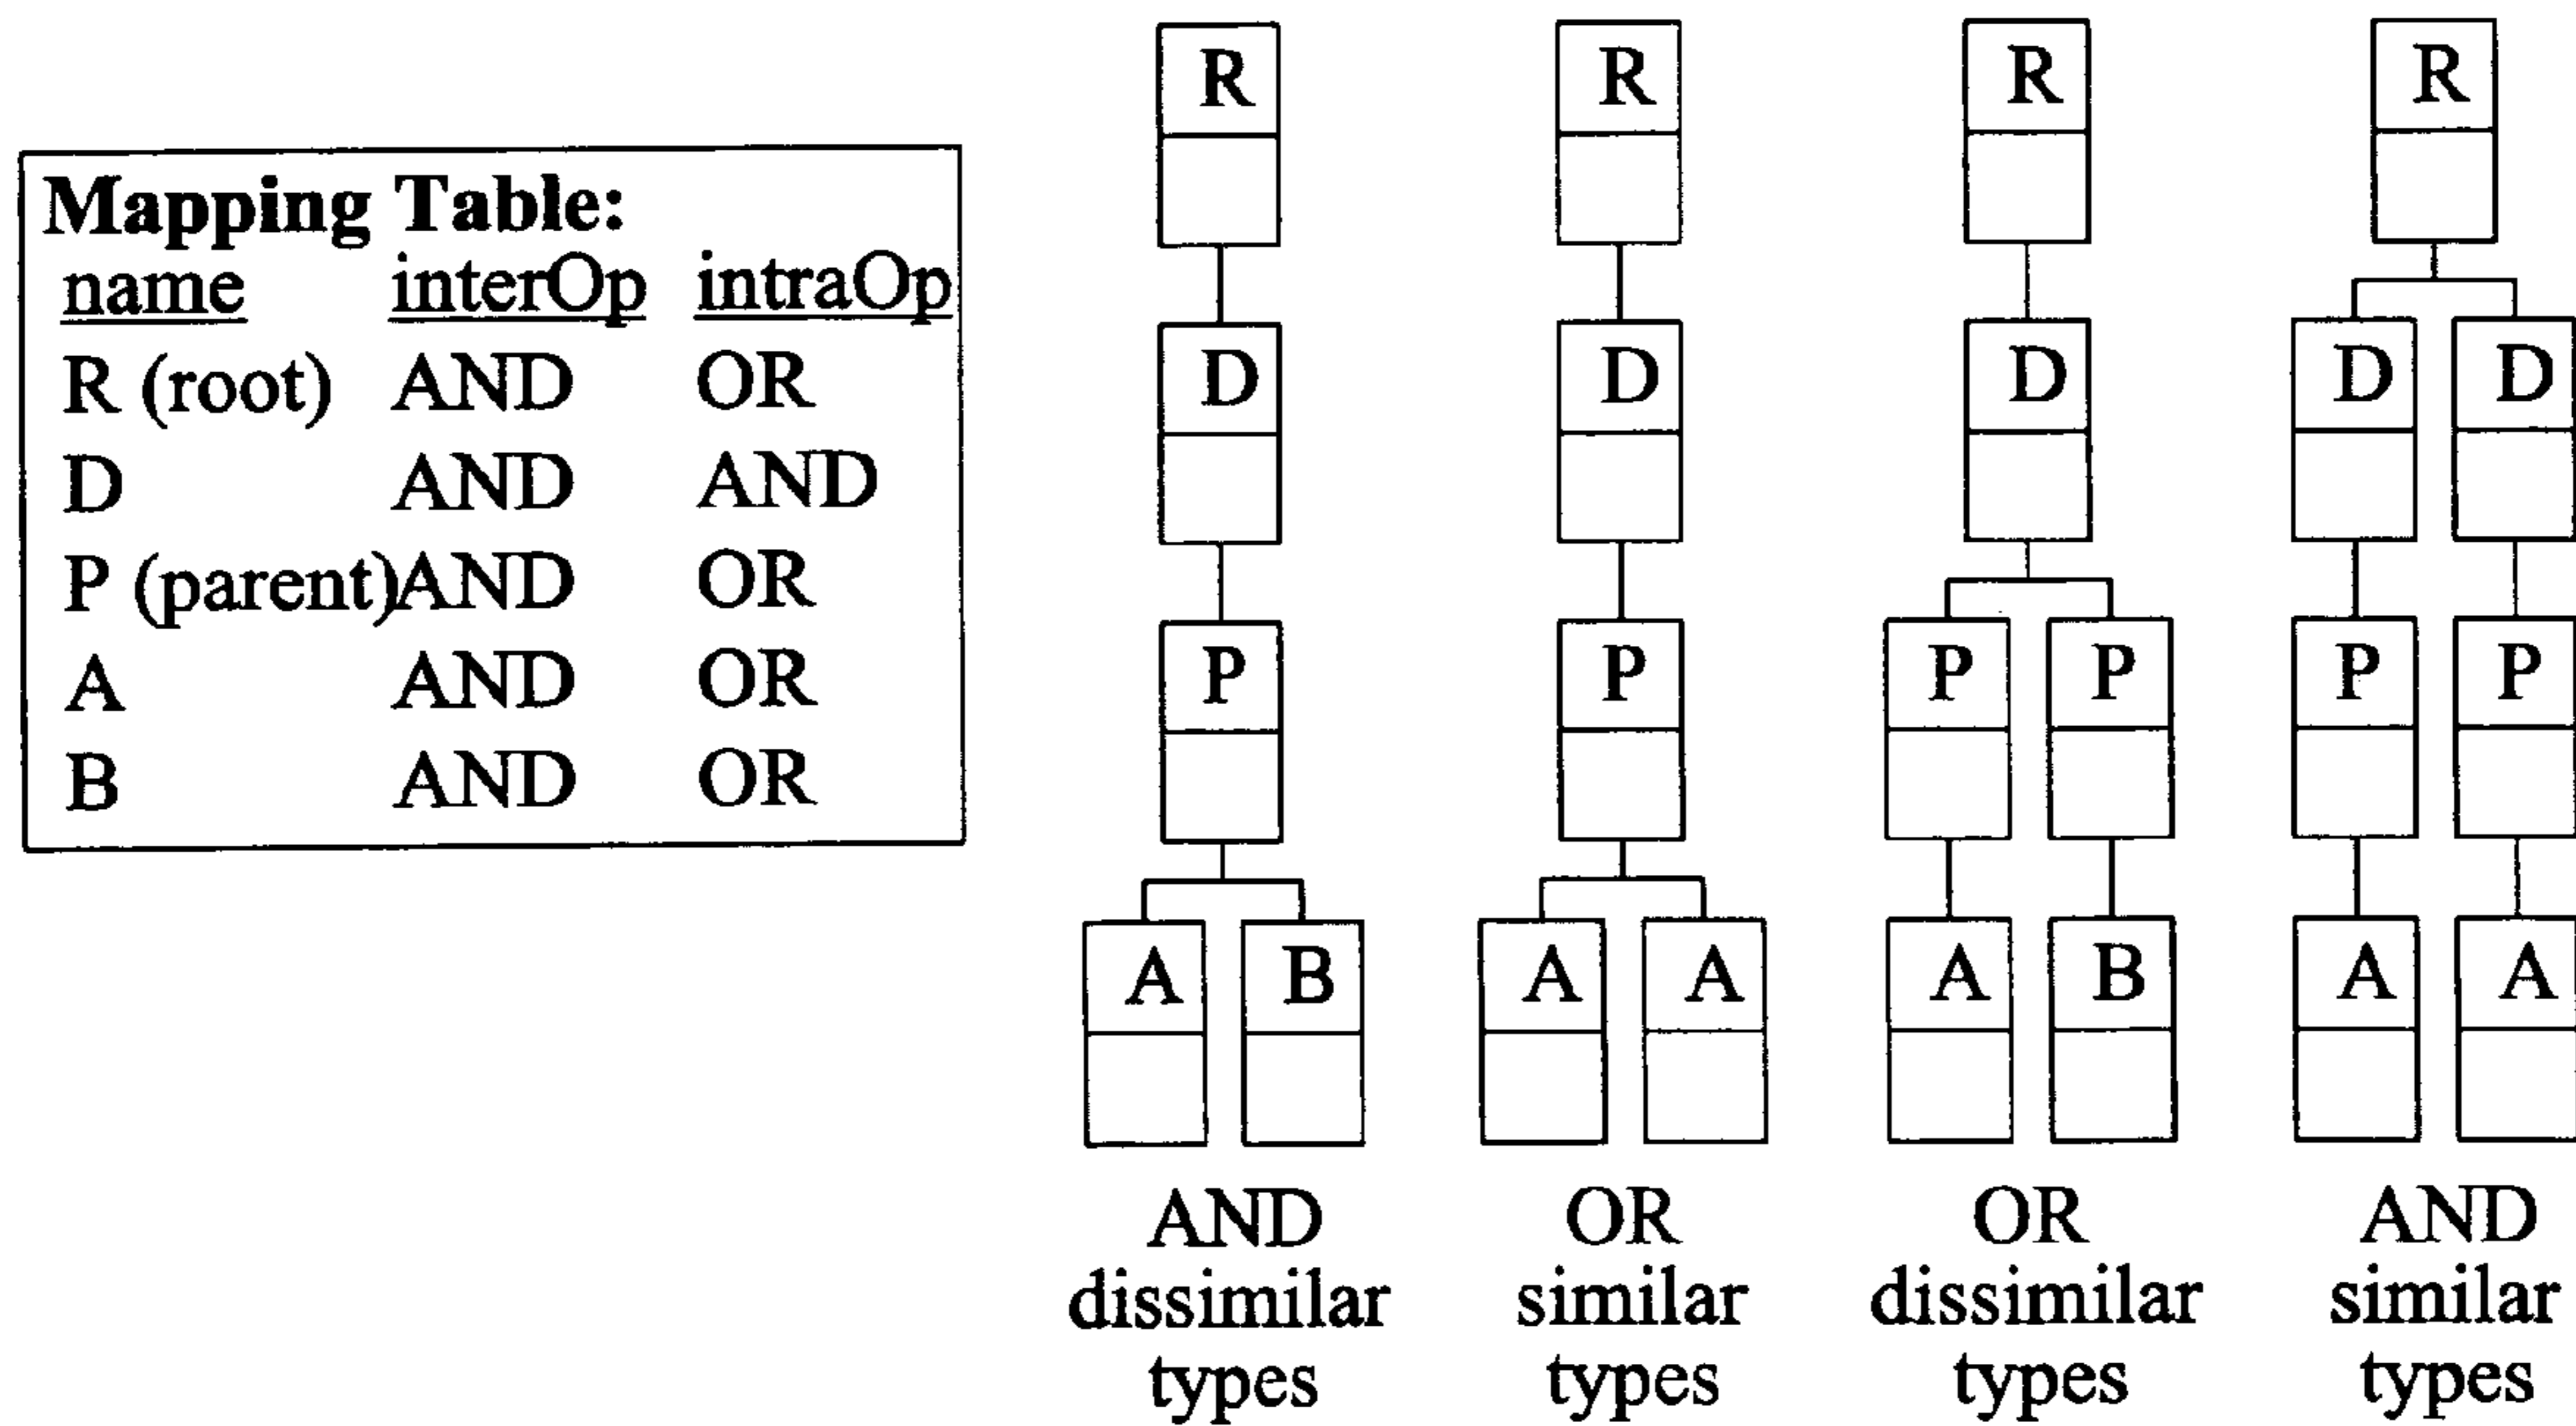 Mapping Table:
name interOp intraOp
R (root) AND OR
D AND AND
P (parent) AND OR
A AND OR
B AND OR
R
D
P
A B
AND
dissimilar
types
R
D
P
A A
OR
similar
types
R
D
P P
A B
OR
dissimilar
types
R
D D
P P
A A
AND
similar
types